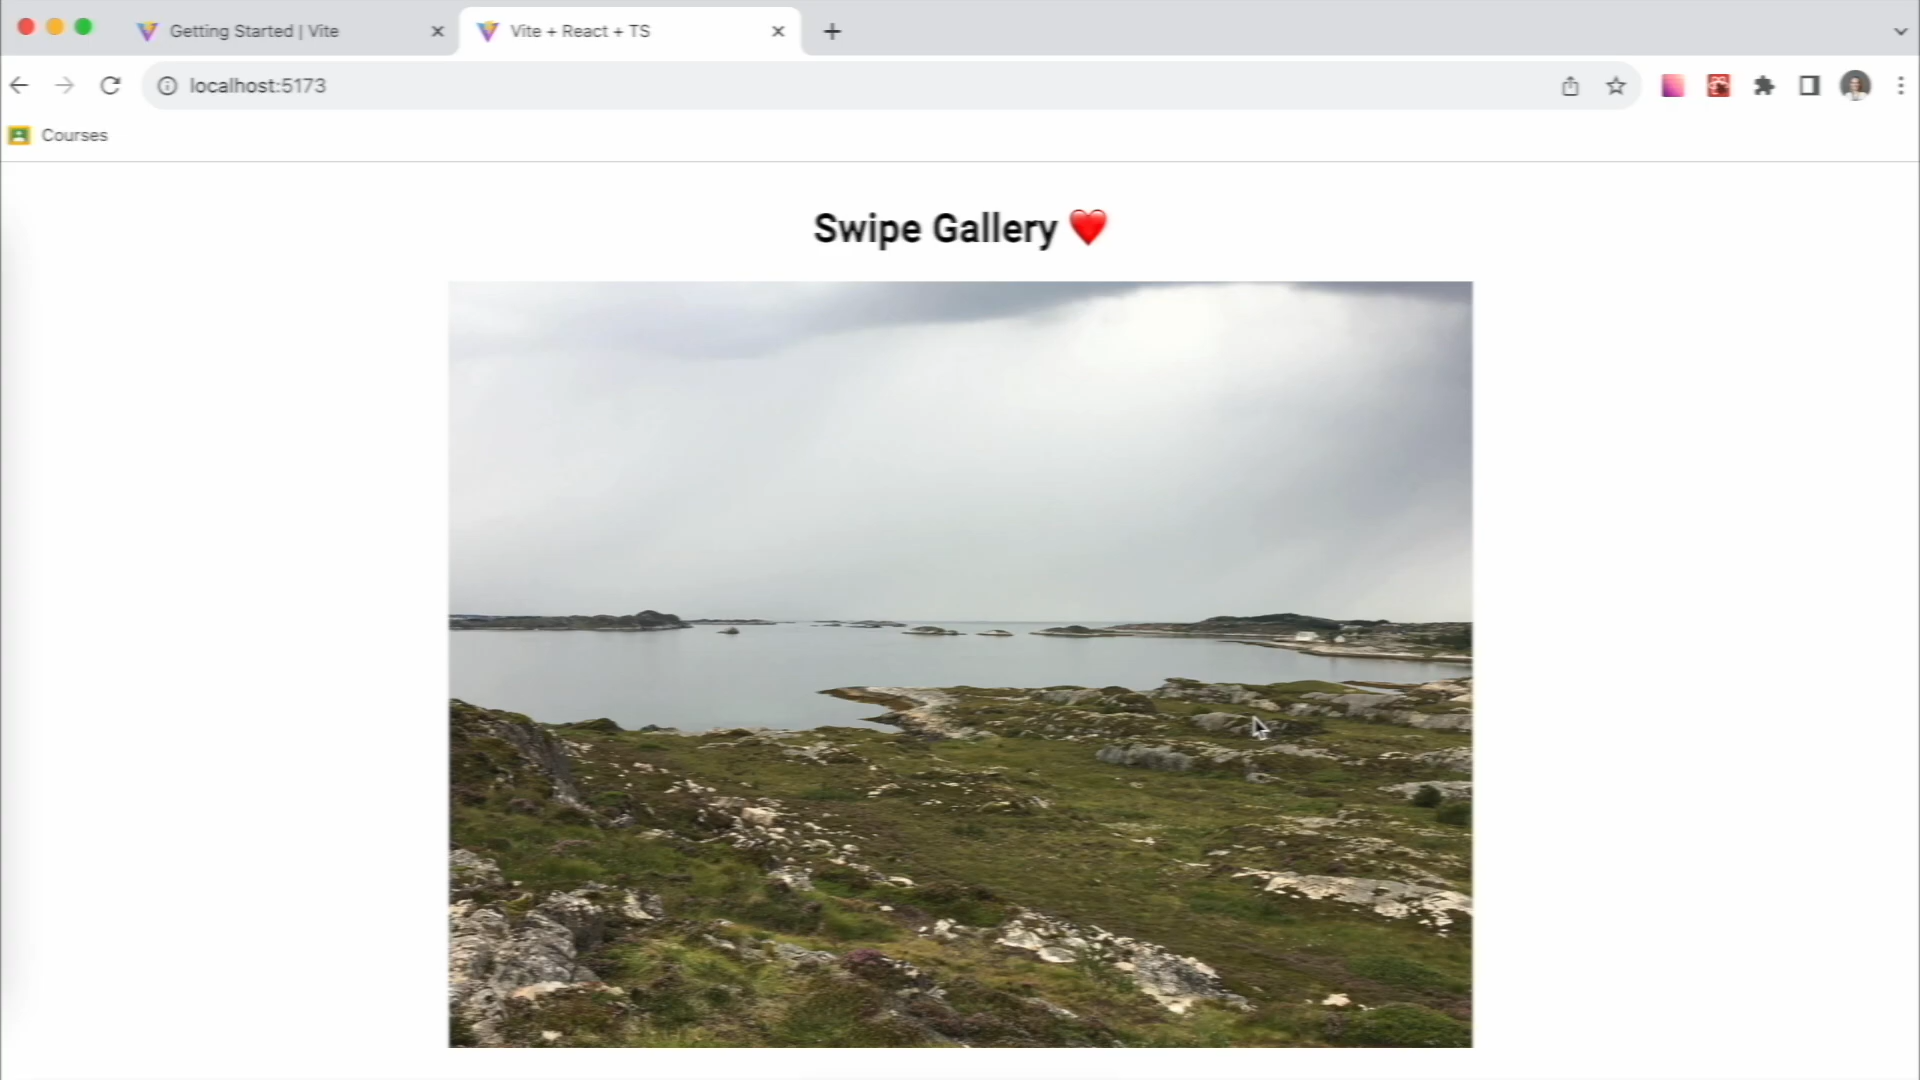 Getting Started | Vite
Vite + React + TS
localhost:5173
Courses
Swipe Gallery ❤️